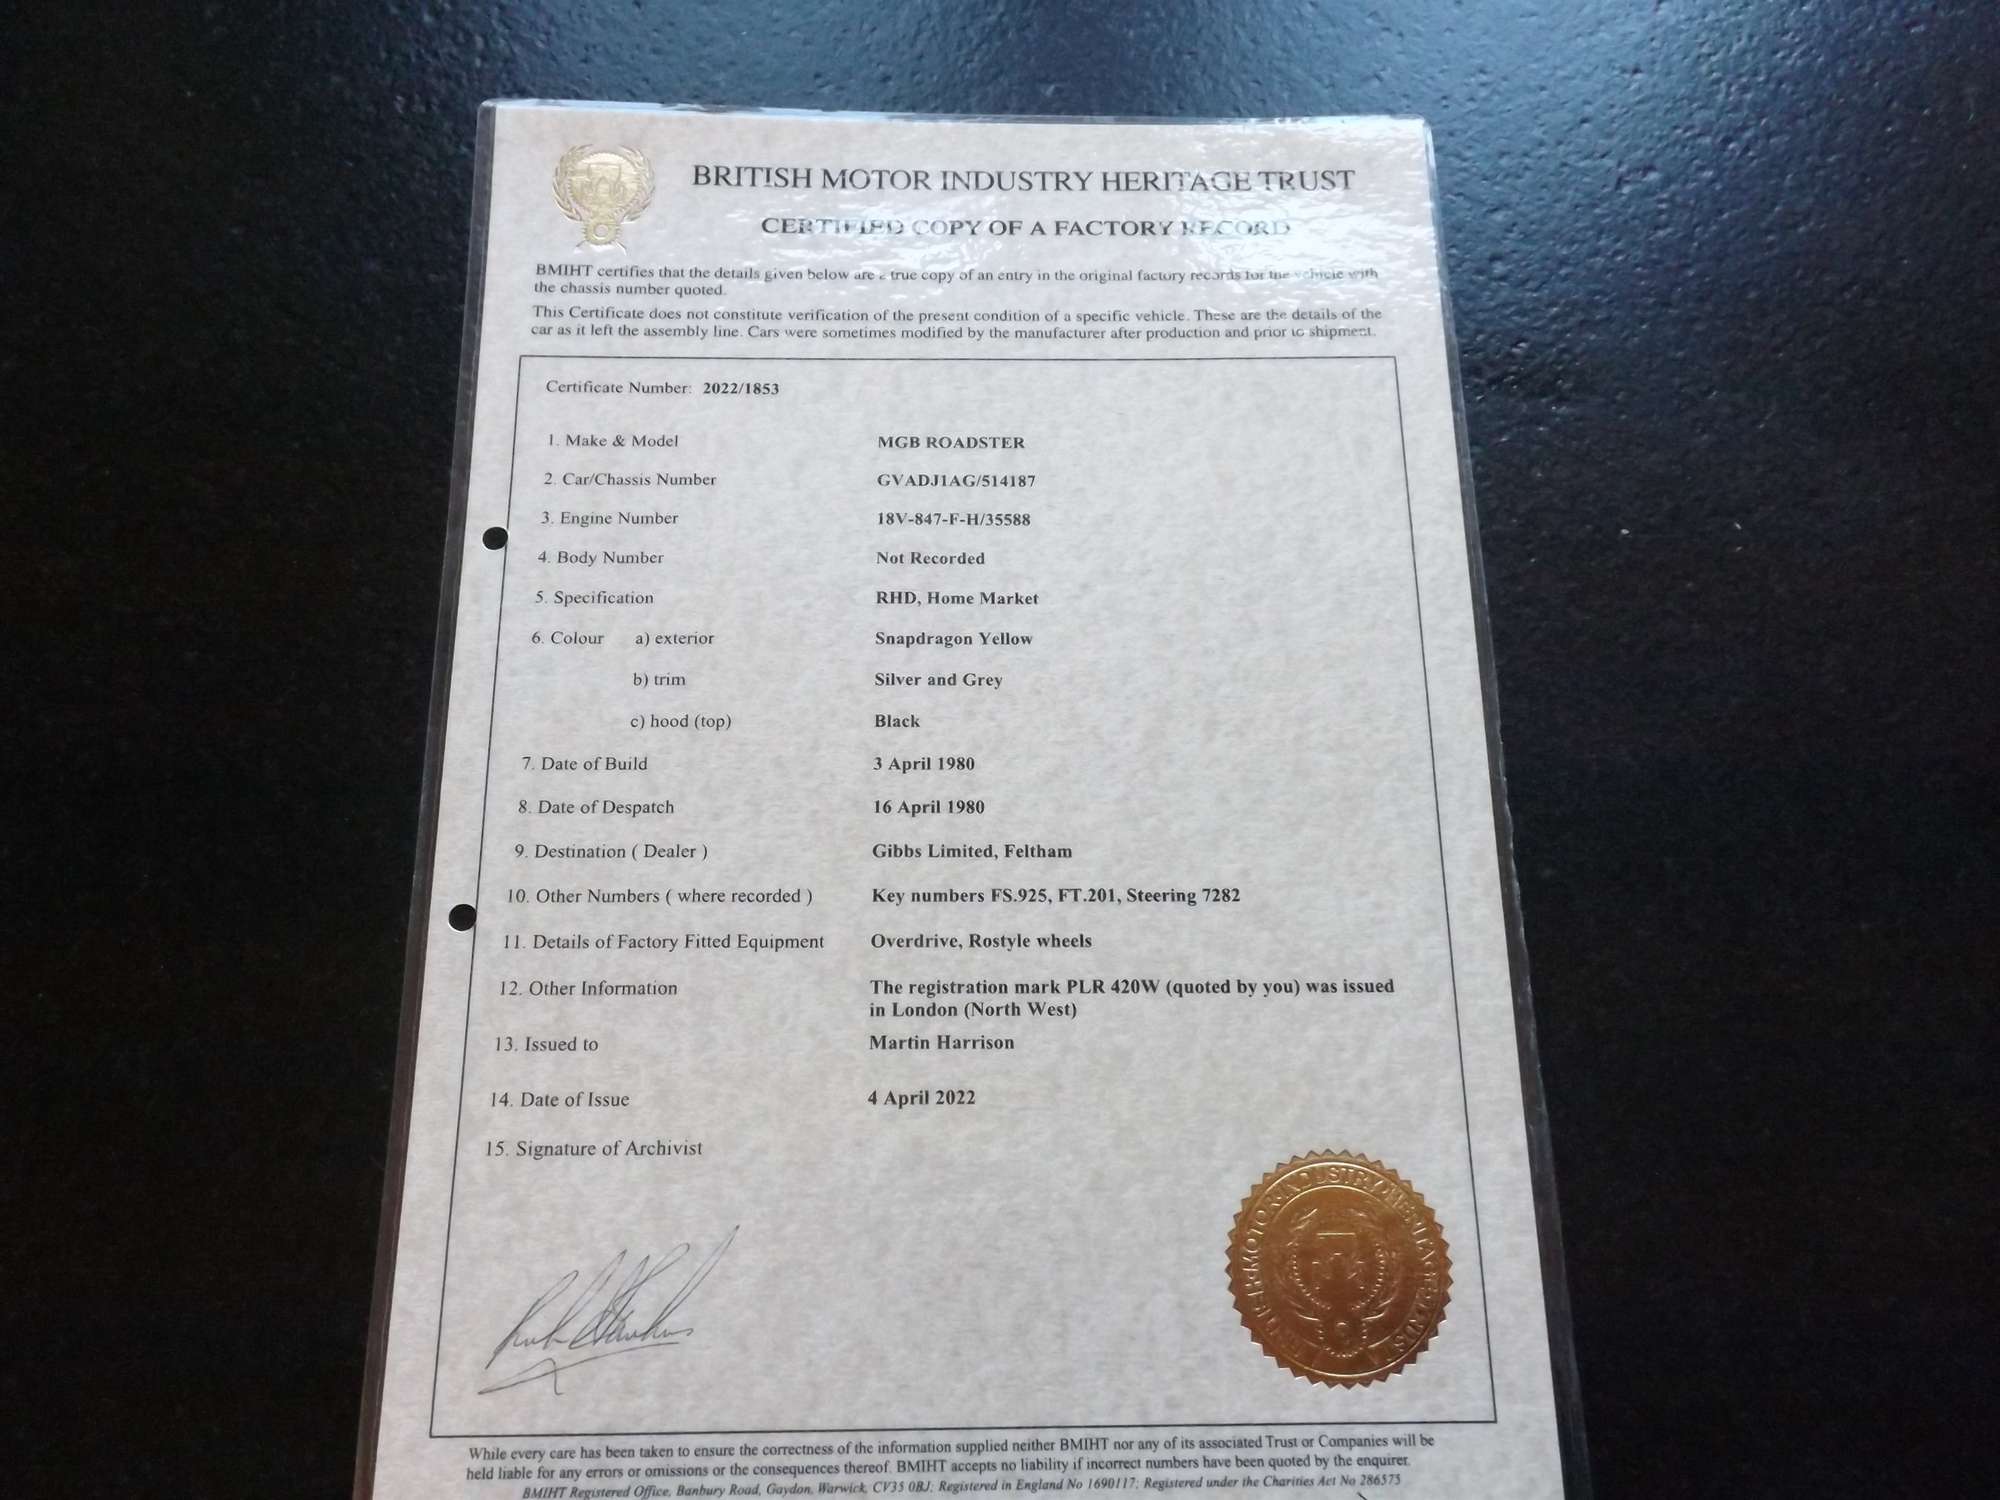 BRITISH MOTOR INDUSTRY HERITAGE TRUST
CERTIFIED COPY OF A FACTORY RECORD
BMIHT certifies that the details given below are a true copy of an entry in the original factory records for the vehicle with
the chassis number quoted.
This Certificate does not constitute verification of the present condition of a specific vehicle. These are the details of the
car as it left the assembly line. Cars were sometimes modified by the manufacturer after production and prior to shipment.
Certificate Number: 2022/1853
1. Make & Model MGB ROADSTER
2. Car/Chassis Number GVADJ1AG/514187
3. Engine Number 18V-847-F-H/35588
4. Body Number Not Recorded
5. Specification RHD, Home Market
6. Colour a) exterior Snapdragon Yellow
b) trim Silver and Grey
c) hood (top) Black
7. Date of Build 3 April 1980
8. Date of Despatch 16 April 1980
9. Destination ( Dealer ) Gibbs Limited, Feltham
10. Other Numbers ( where recorded ) Key numbers FS.925, FT.201, Steering 7282
11. Details of Factory Fitted Equipment Overdrive, Rostyle wheels
12. Other Information The registration mark PLR 420W (quoted by you) was issued
in London (North West)
13. Issued to Martin Harrison
14. Date of Issue 4 April 2022
15. Signature of Archivist
MOTOR INDUSTRY HERITAGE TRUST
While every care has been taken to ensure the correctness of the information supplied neither BMIHT nor any of its associated Trust or Companies will be
held liable for any errors or omissions or the consequences thereof. BMIHT accepts no liability if incorrect numbers have been quoted by the enquirer.
BMIHT Registered Office, Banbury Road, Gaydon, Warwick, CV35 0BJ; Registered in England No 1690117; Registered under the Charities Act No 286575